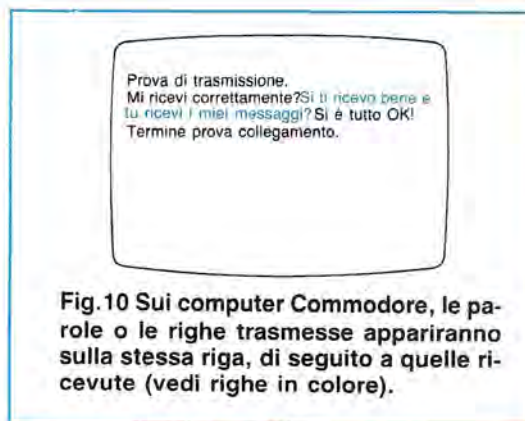 Prova di trasmissione.
Mi ricevi correttamente?Si ti ricevo bene e
tu ricevi i miei messaggi? Si è tutto OK!
Termine prova collegamento.
Fig.10 Sui computer Commodore, le pa-
role o le righe trasmesse appariranno
sulla stessa riga, di seguito a quelle ri-
cevute (vedi righe in colore).